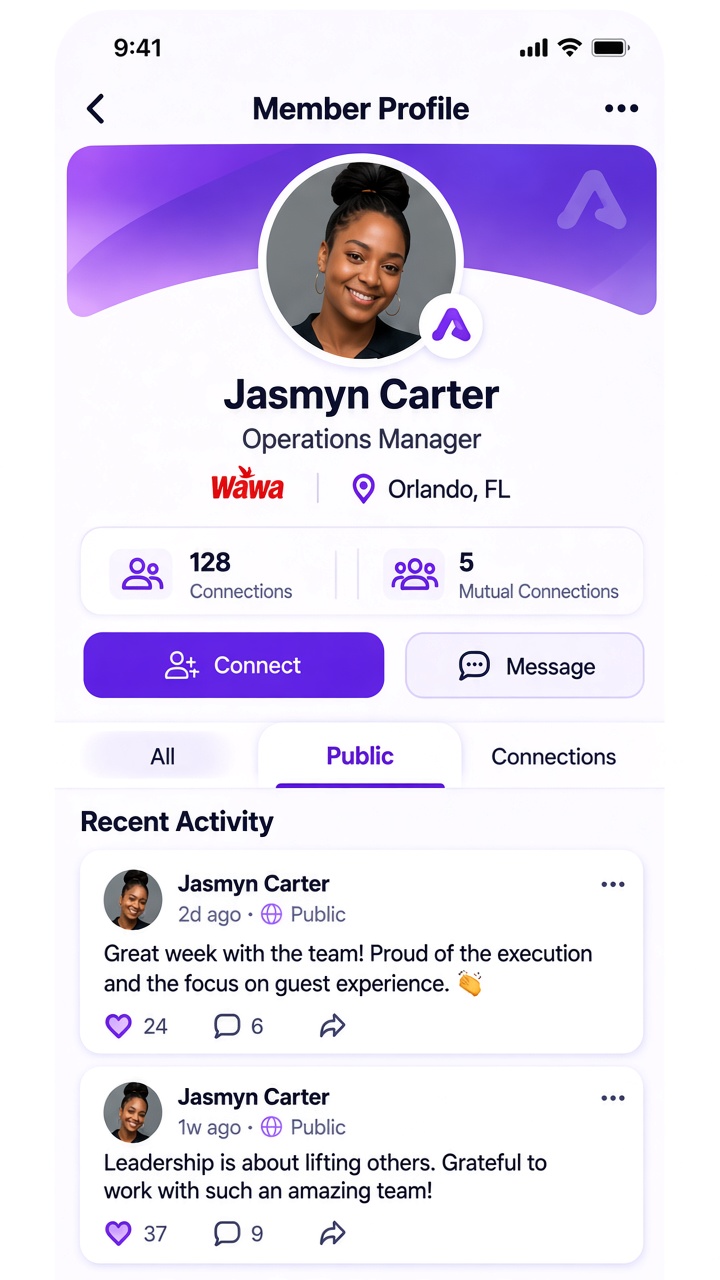 9:41
Member Profile
Jasmyn Carter
Operations Manager
Wawa
Orlando, FL
128
Connections
5
Mutual Connections
Connect
Message
All
Public
Connections
Recent Activity
Jasmyn Carter
2d ago • Public
Great week with the team! Proud of the execution
and the focus on guest experience. 👏
24
6
Jasmyn Carter
1w ago • Public
Leadership is about lifting others. Grateful to
work with such an amazing team!
37
9